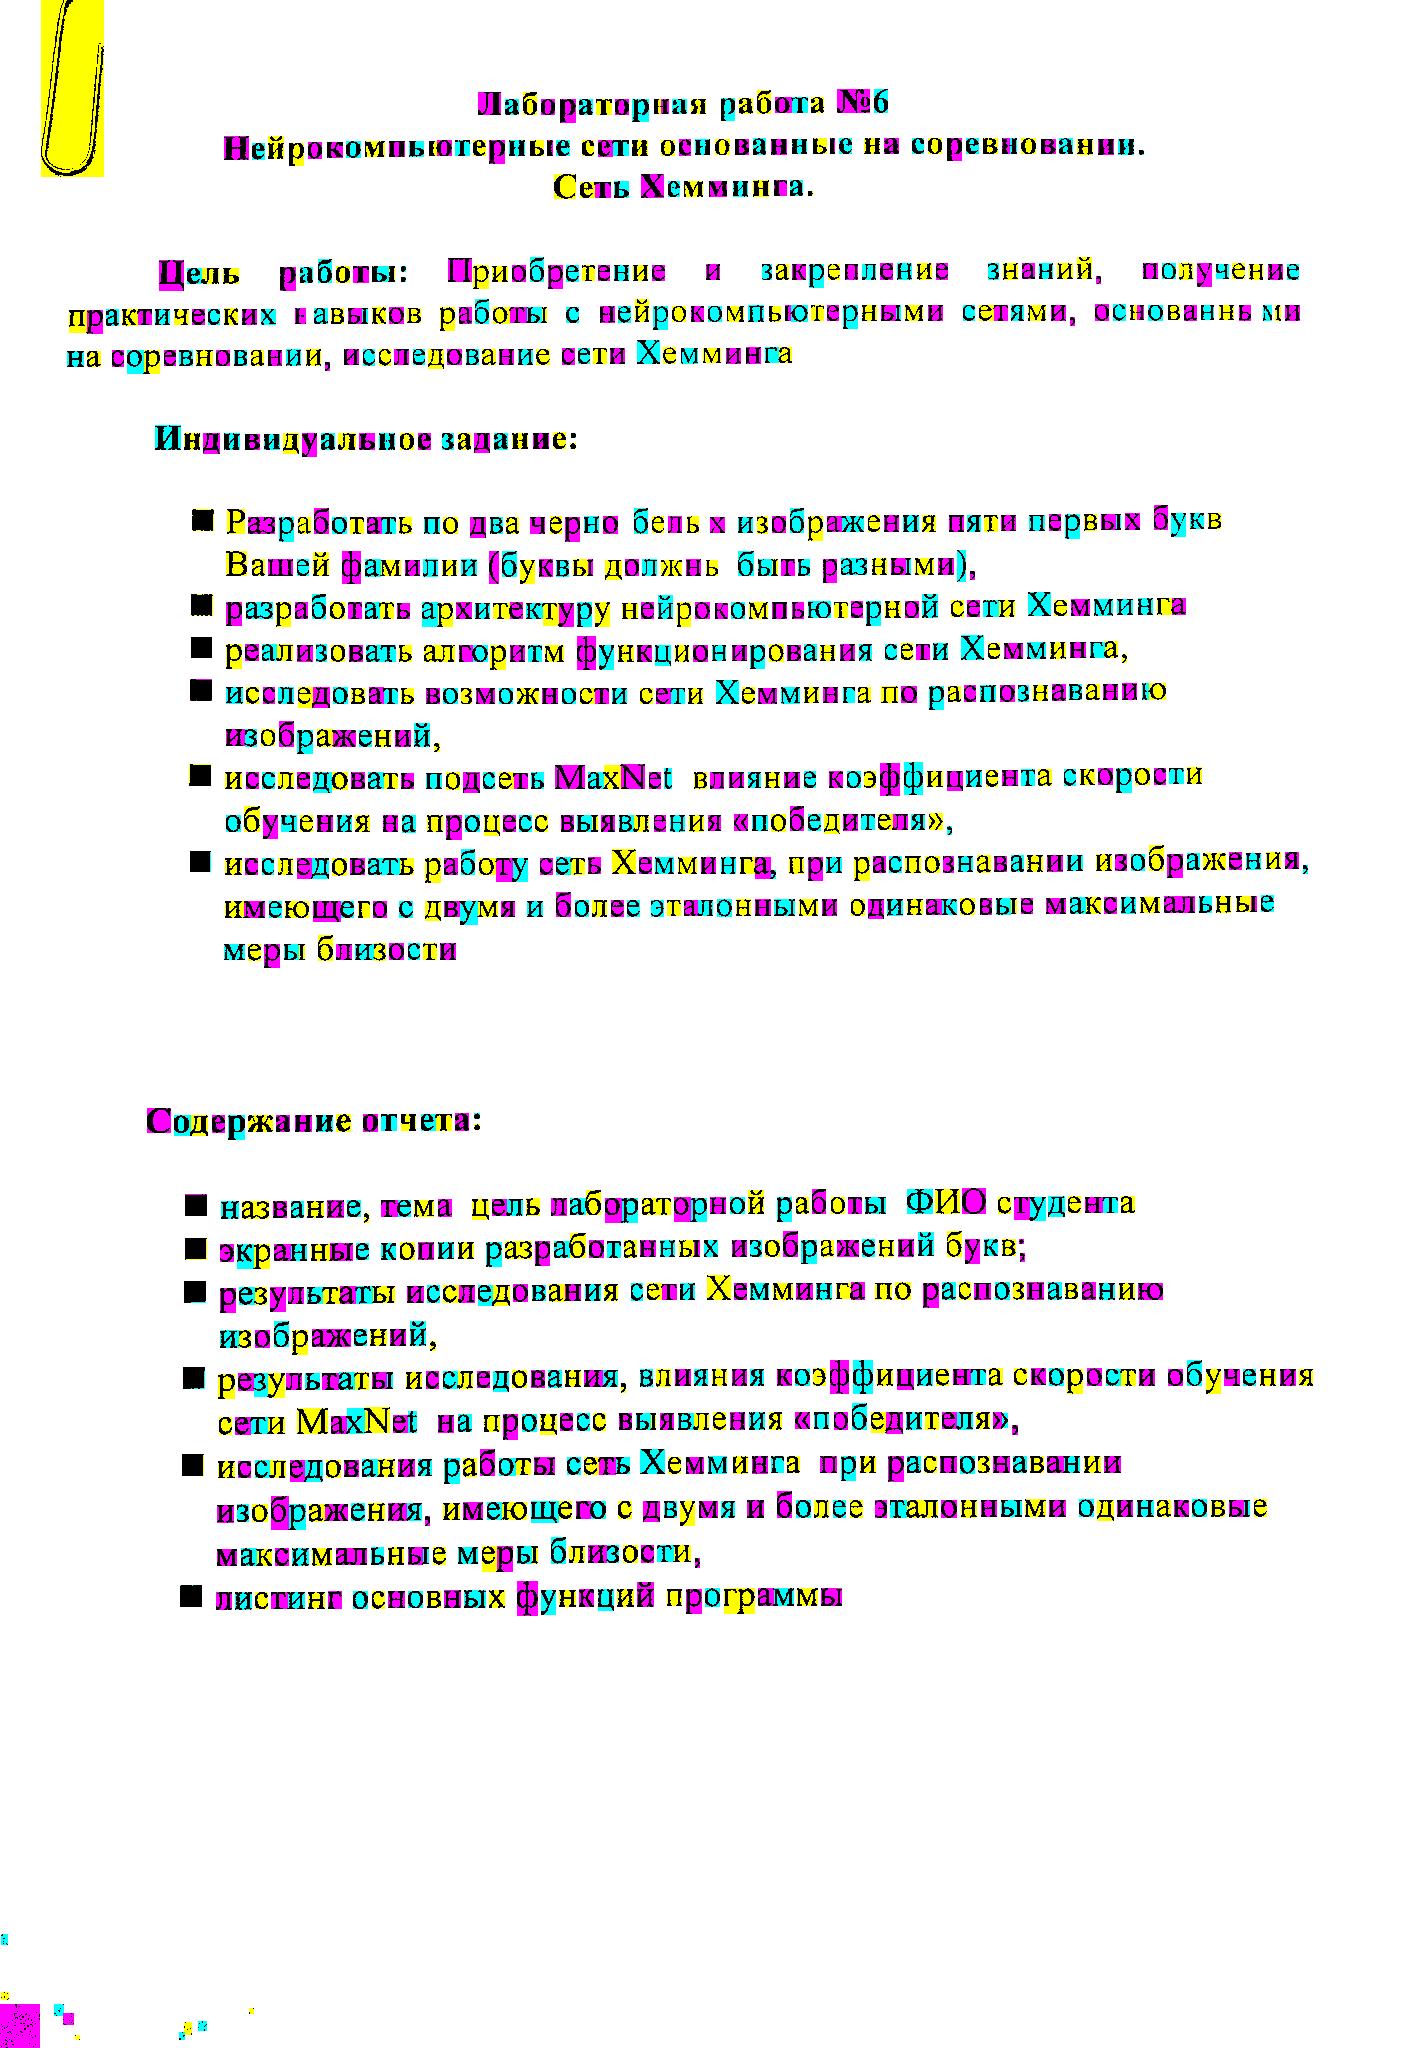 Лабораторная работа №6
Нейрокомпьютерные сети основанные на соревновании.
Сеть Хемминга.
Цель работы: Приобретение и закрепление знаний, получение
практических навыков работы с нейрокомпьютерными сетями, основанными
на соревновании, исследование сети Хемминга
Индивидуальное задание:
■ Разработать по два черно белых изображения пяти первых букв
Вашей фамилии (буквы должны быть разными),
■ разработать архитектуру нейрокомпьютерной сети Хемминга
■ реализовать алгоритм функционирования сети Хемминга,
■ исследовать возможности сети Хемминга по распознаванию
изображений,
■ исследовать подсеть MaxNet влияние коэффициента скорости
обучения на процесс выявления «победителя»,
■ исследовать работу сеть Хемминга, при распознавании изображения,
имеющего с двумя и более эталонными одинаковые максимальные
меры близости
Содержание отчета:
■ название, тема цель лабораторной работы ФИО студента
■ экранные копии разработанных изображений букв;
■ результаты исследования сети Хемминга по распознаванию
изображений,
■ результаты исследования, влияния коэффициента скорости обучения
сети MaxNet на процесс выявления «победителя»,
■ исследования работы сеть Хемминга при распознавании
изображения, имеющего с двумя и более эталонными одинаковые
максимальные меры близости,
■ листинг основных функций программы